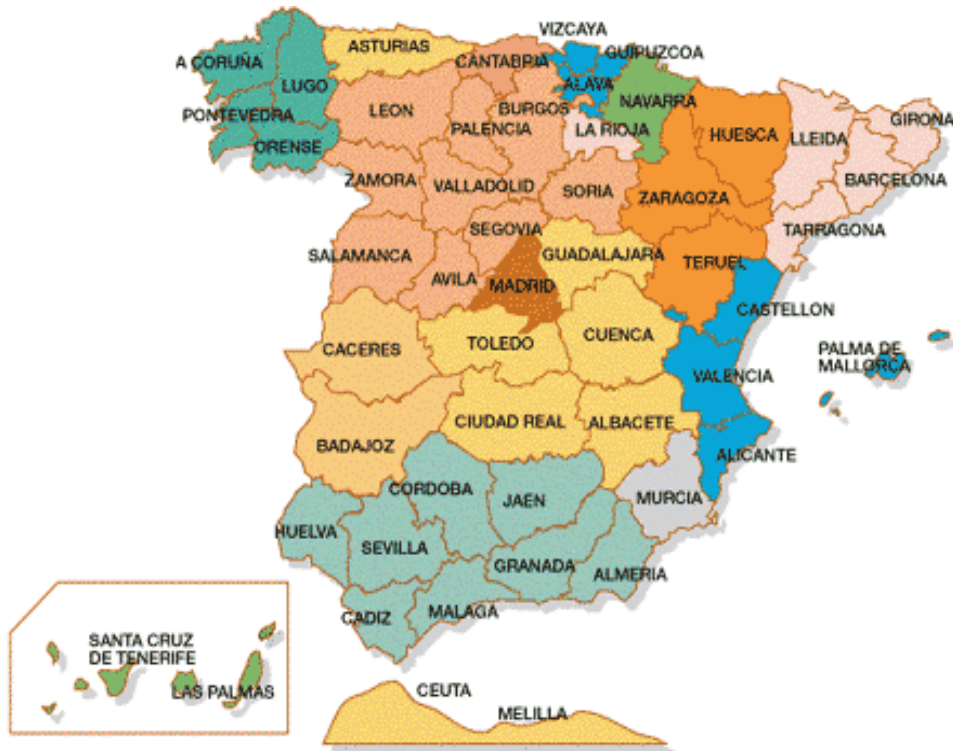 VIZCAYA
ASTURIAS
GUIPUZCOA
A CORUÑA
CANTABRIA
LUGO
ALAVA
NAVARRA
LEON
BURGOS
PONTEVEDRA
PALENCIA
LA RIOJA
HUESCA
LLEIDA
GIRONA
ORENSE
ZAMORA
VALLADOLID
SORIA
ZARAGOZA
BARCELONA
SEGOVIA
TARRAGONA
SALAMANCA
GUADALAJARA
TERUEL
AVILA
MADRID
CASTELLON
CACERES
TOLEDO
CUENCA
PALMA DE
MALLORCA
VALENCIA
CIUDAD REAL
ALBACETE
BADAJOZ
ALICANTE
CORDOBA
JAEN
MURCIA
HUELVA
SEVILLA
GRANADA
ALMERIA
CADIZ
MALAGA
SANTA CRUZ
DE TENERIFE
LAS PALMAS
CEUTA
MELILLA